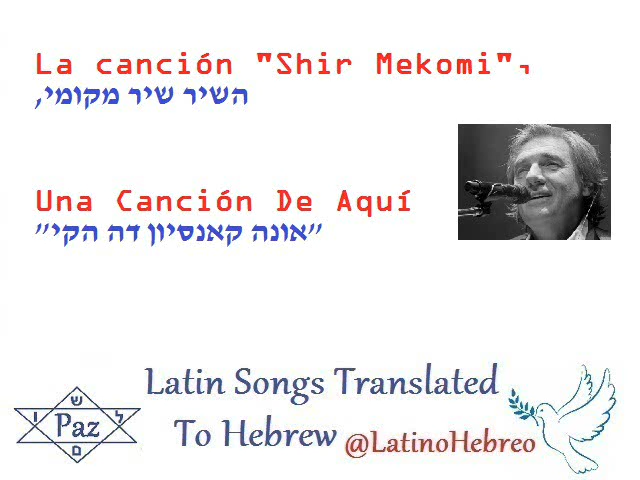 La canción "Shir Mekomi",
השיר שיר מקומי,
Una Canción De Aquí
"אונה קאנסיון דה הקי"
Latin Songs Translated
To Hebrew @LatinoHebreo
ש
ו Paz ל
ם